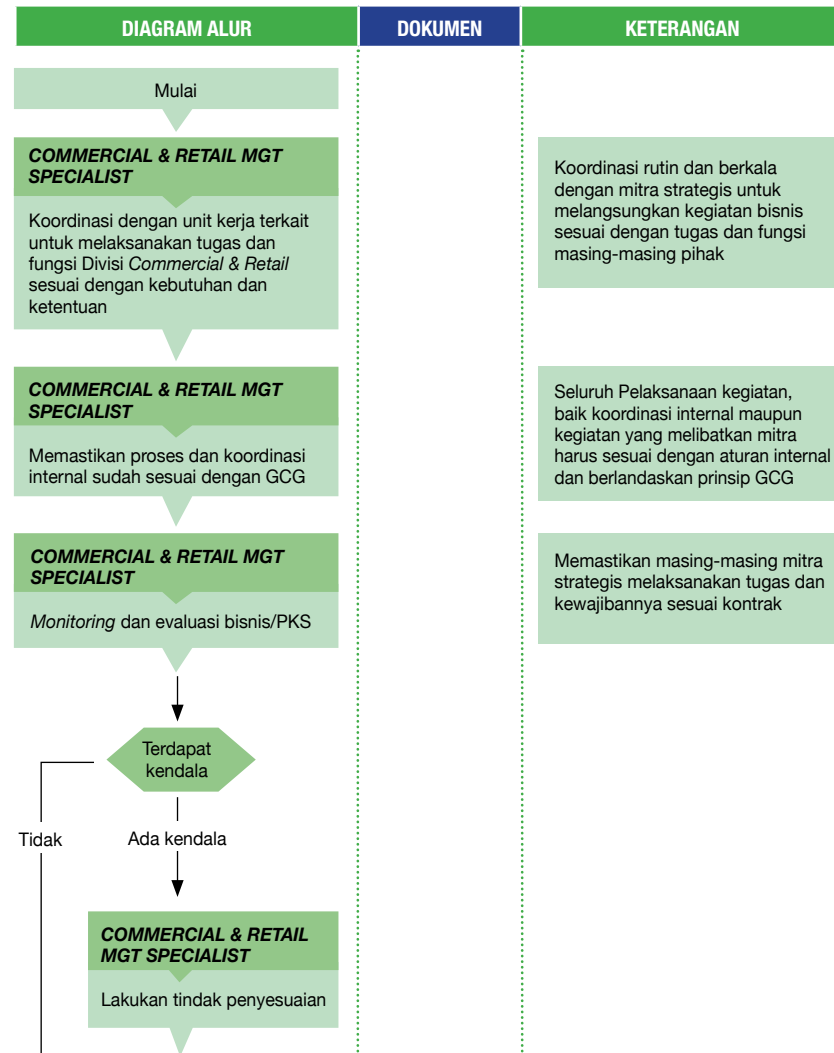 DIAGRAM ALUR
DOKUMEN
KETERANGAN
Mulai
COMMERCIAL & RETAIL MGT
SPECIALIST
Koordinasi dengan unit kerja terkait
untuk melaksanakan tugas dan
fungsi Divisi Commercial & Retail
sesuai dengan kebutuhan dan
ketentuan
Koordinasi rutin dan berkala
dengan mitra strategis untuk
melangsungkan kegiatan bisnis
sesuai dengan tugas dan fungsi
masing-masing pihak
COMMERCIAL & RETAIL MGT
SPECIALIST
Memastikan proses dan koordinasi
internal sudah sesuai dengan GCG
Seluruh Pelaksanaan kegiatan,
baik koordinasi internal maupun
kegiatan yang melibatkan mitra
harus sesuai dengan aturan internal
dan berlandaskan prinsip GCG
COMMERCIAL & RETAIL MGT
SPECIALIST
Monitoring dan evaluasi bisnis/PKS
Memastikan masing-masing mitra
strategis melaksanakan tugas dan
kewajibannya sesuai kontrak
Terdapat
kendala
Tidak
Ada kendala
COMMERCIAL & RETAIL
MGT SPECIALIST
Lakukan tindak penyesuaian